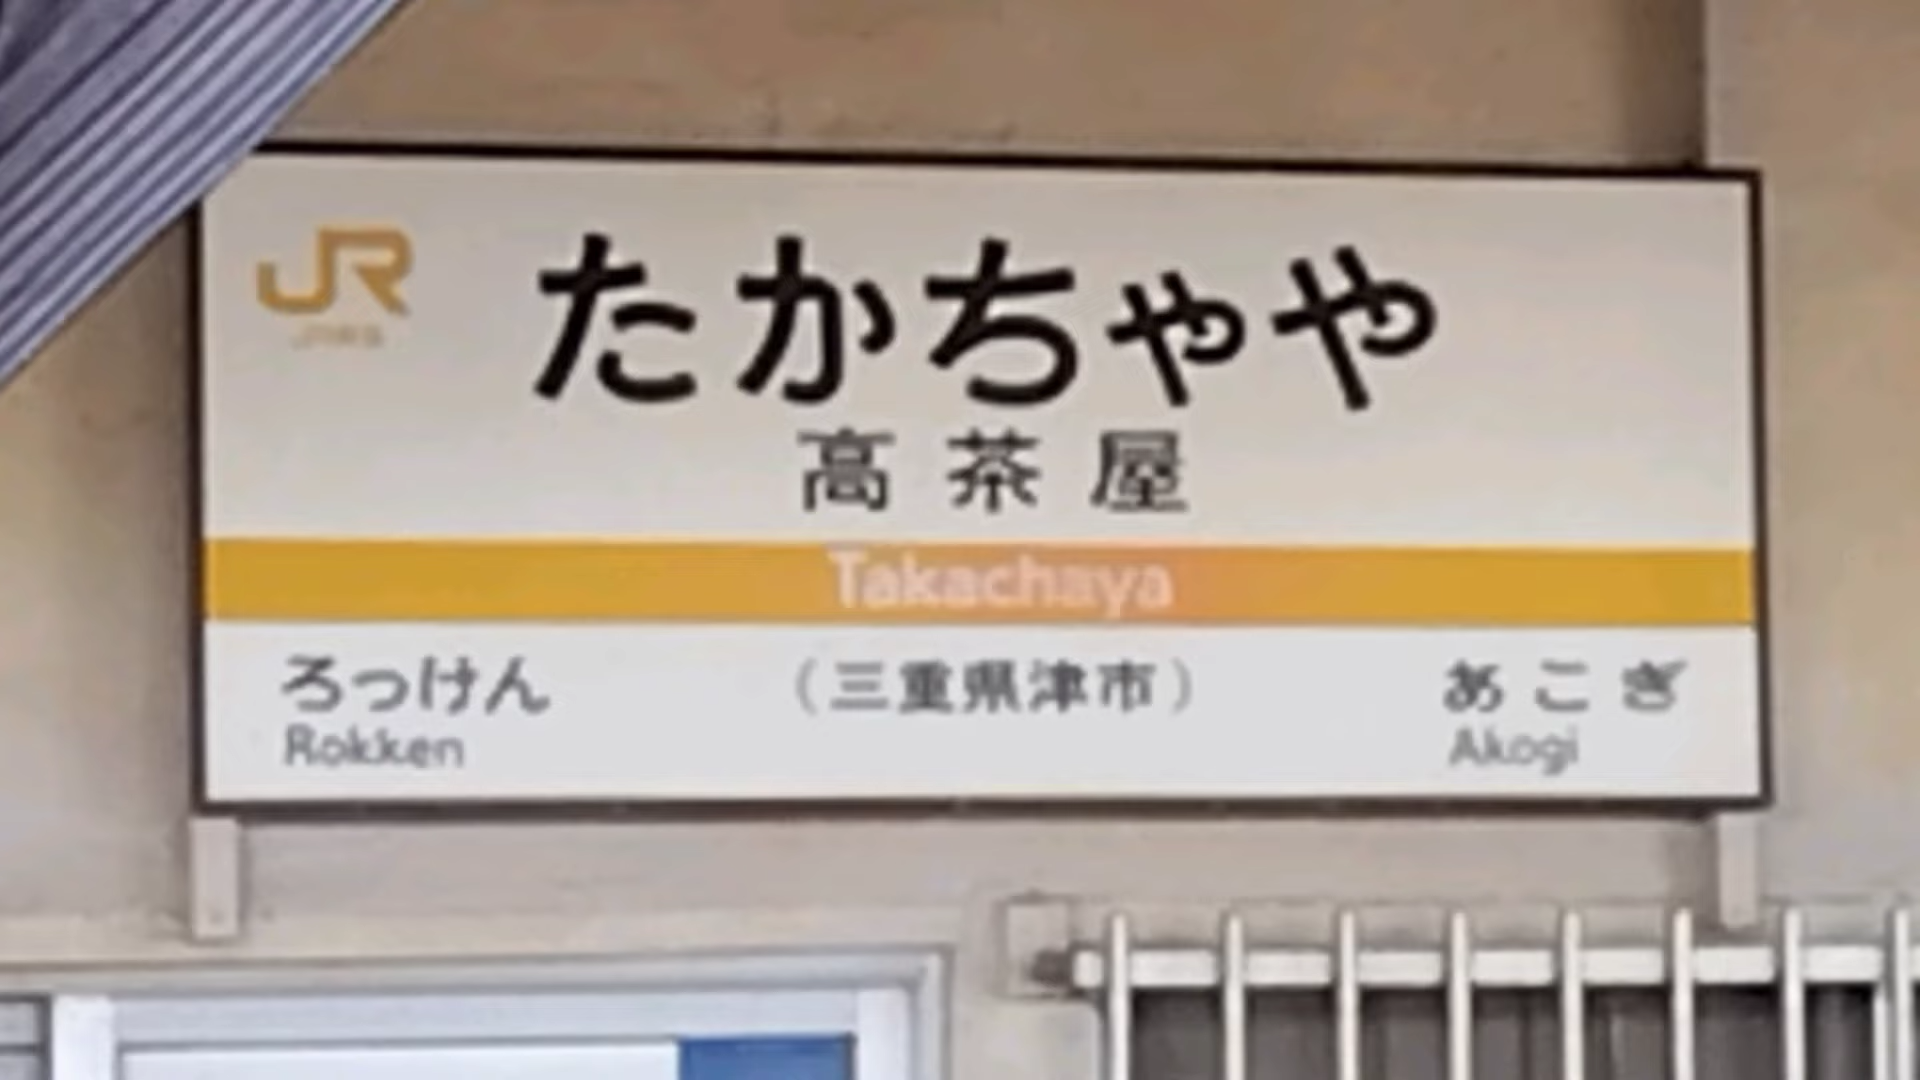 JR
たかちゃや
高茶屋
Takachaya
ろっけん （三重県津市） あこぎ
Rokken Akogi